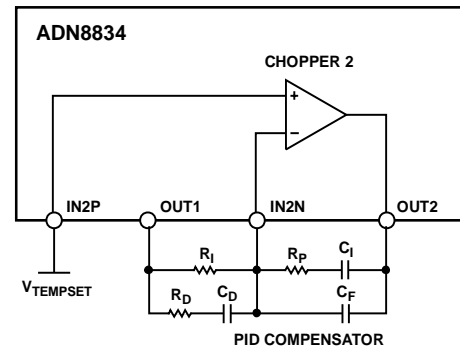 ADN8834
CHOPPER 2
+
−
IN2P
OUT1
IN2N
OUT2
VTEMPSET
RI
RP
CI
RD
CD
CF
PID COMPENSATOR